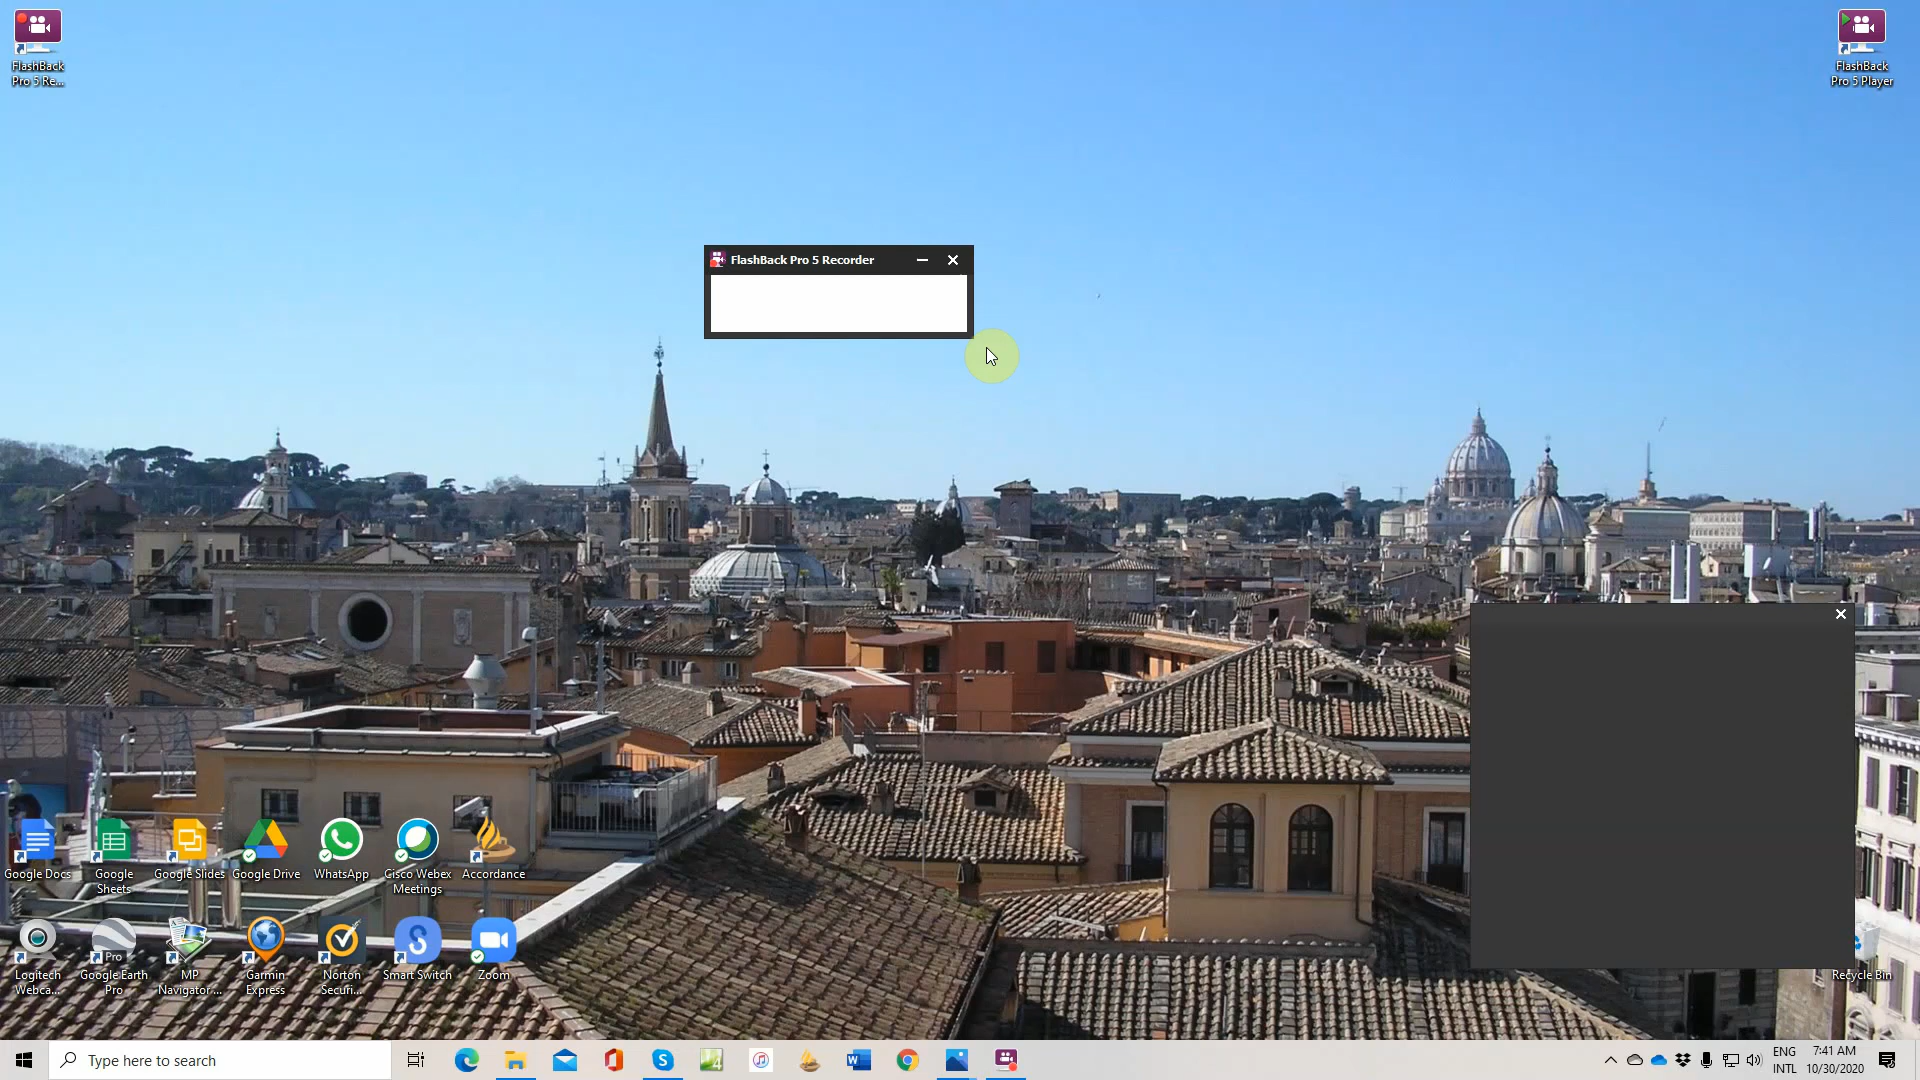 FlashBack
Pro 5 Re...
FlashBack
Pro 5 Player
FlashBack Pro 5 Recorder
Google Docs
Google
Sheets
Google Slides
Google Drive
WhatsApp
Cisco Webex
Meetings
Accordance
Logitech
Webca...
Pro
Google Earth
Pro
MP
Navigator ...
Garmin
Express
Norton
Securi...
Smart Switch
Zoom
Recycle Bin
Type here to search
ENG
INTL
7:41 AM
10/30/2020